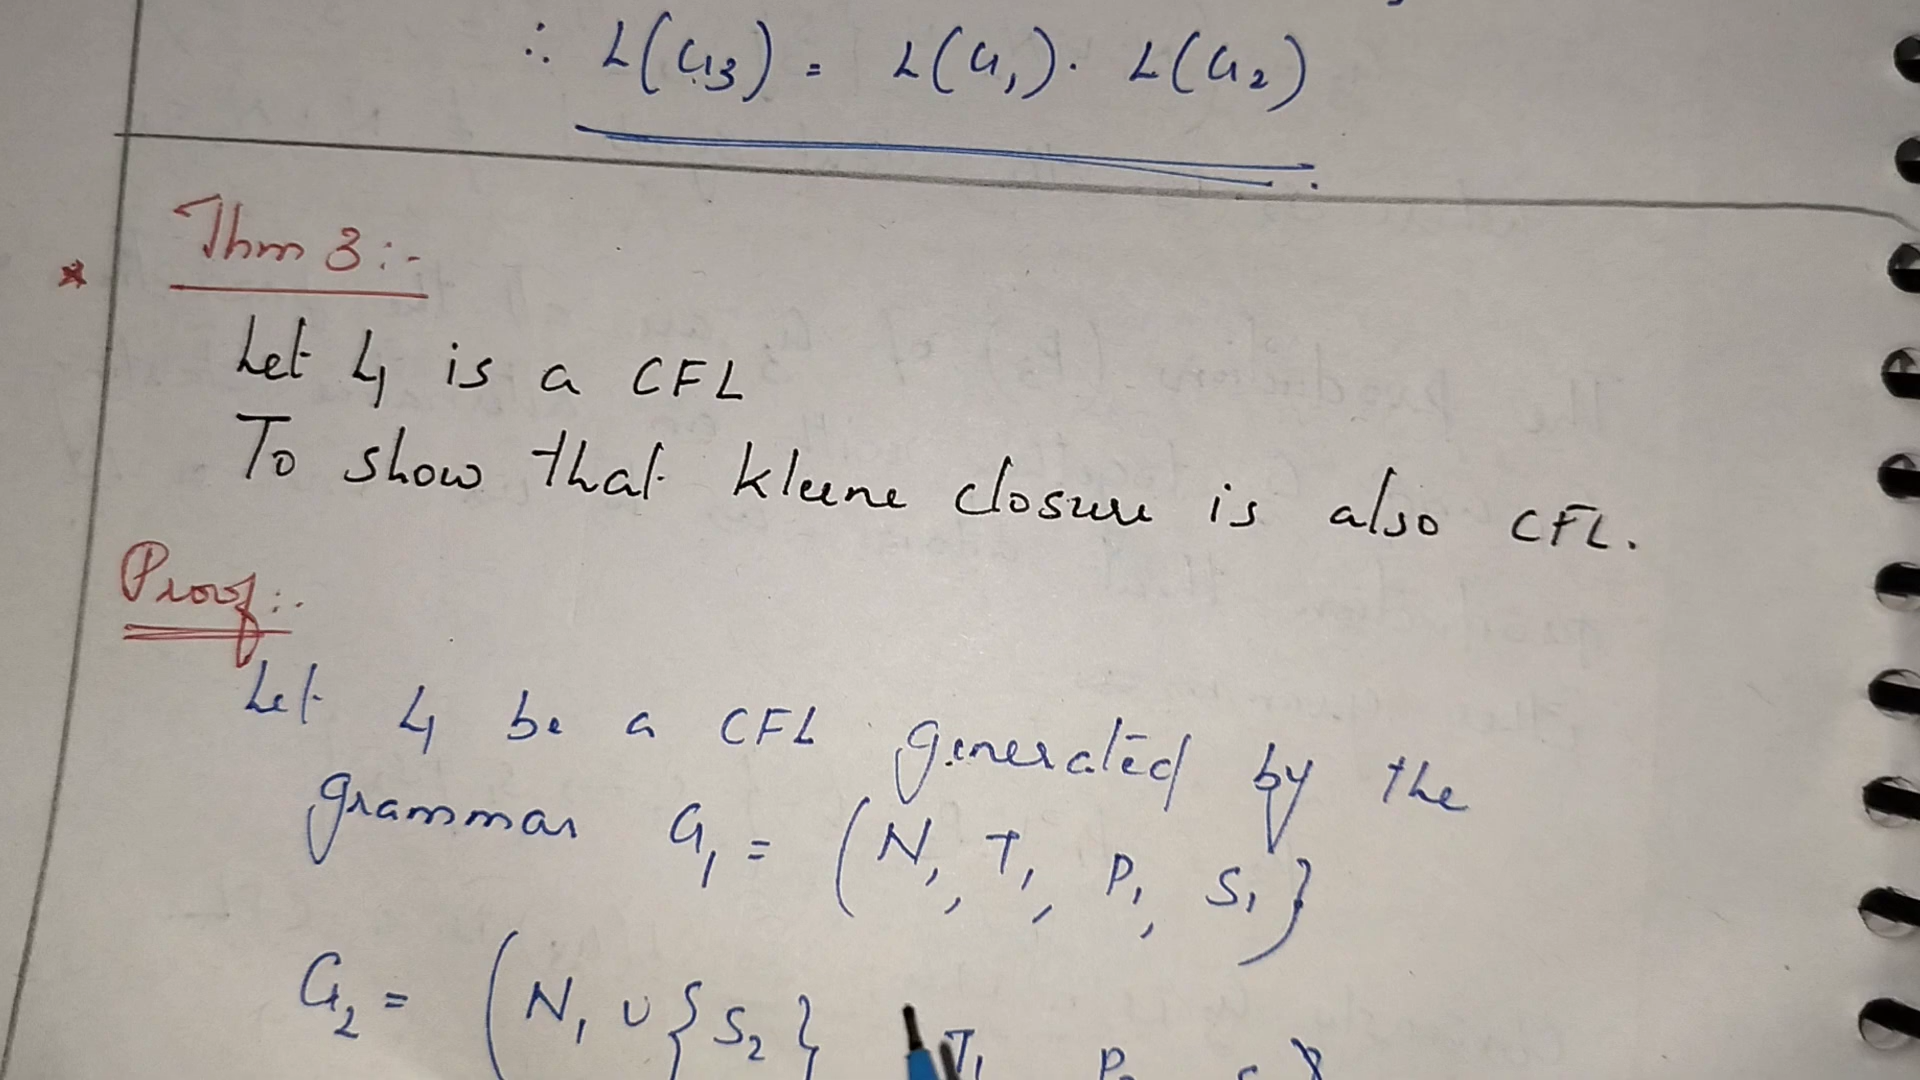 ∴ L(G3) = L(G1). L(G2)
Thm 3:-
* Let L1 is a CFL
To show that kleene closure is also CFL.
Proof:-
Let L1 be a CFL generated by the
grammar G1 = (N1, T1, P1, S1}
G2 = (N1 ∪ {S2} T1